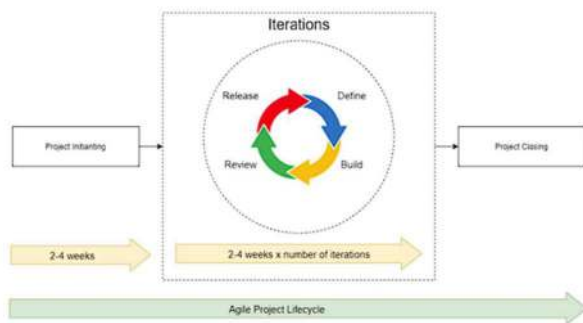 Iterations
Release
Define
Project Initianting
Project Closing
Review
Build
2-4 weeks
2-4 weeks x number of iterations
Agile Project Lifecycle